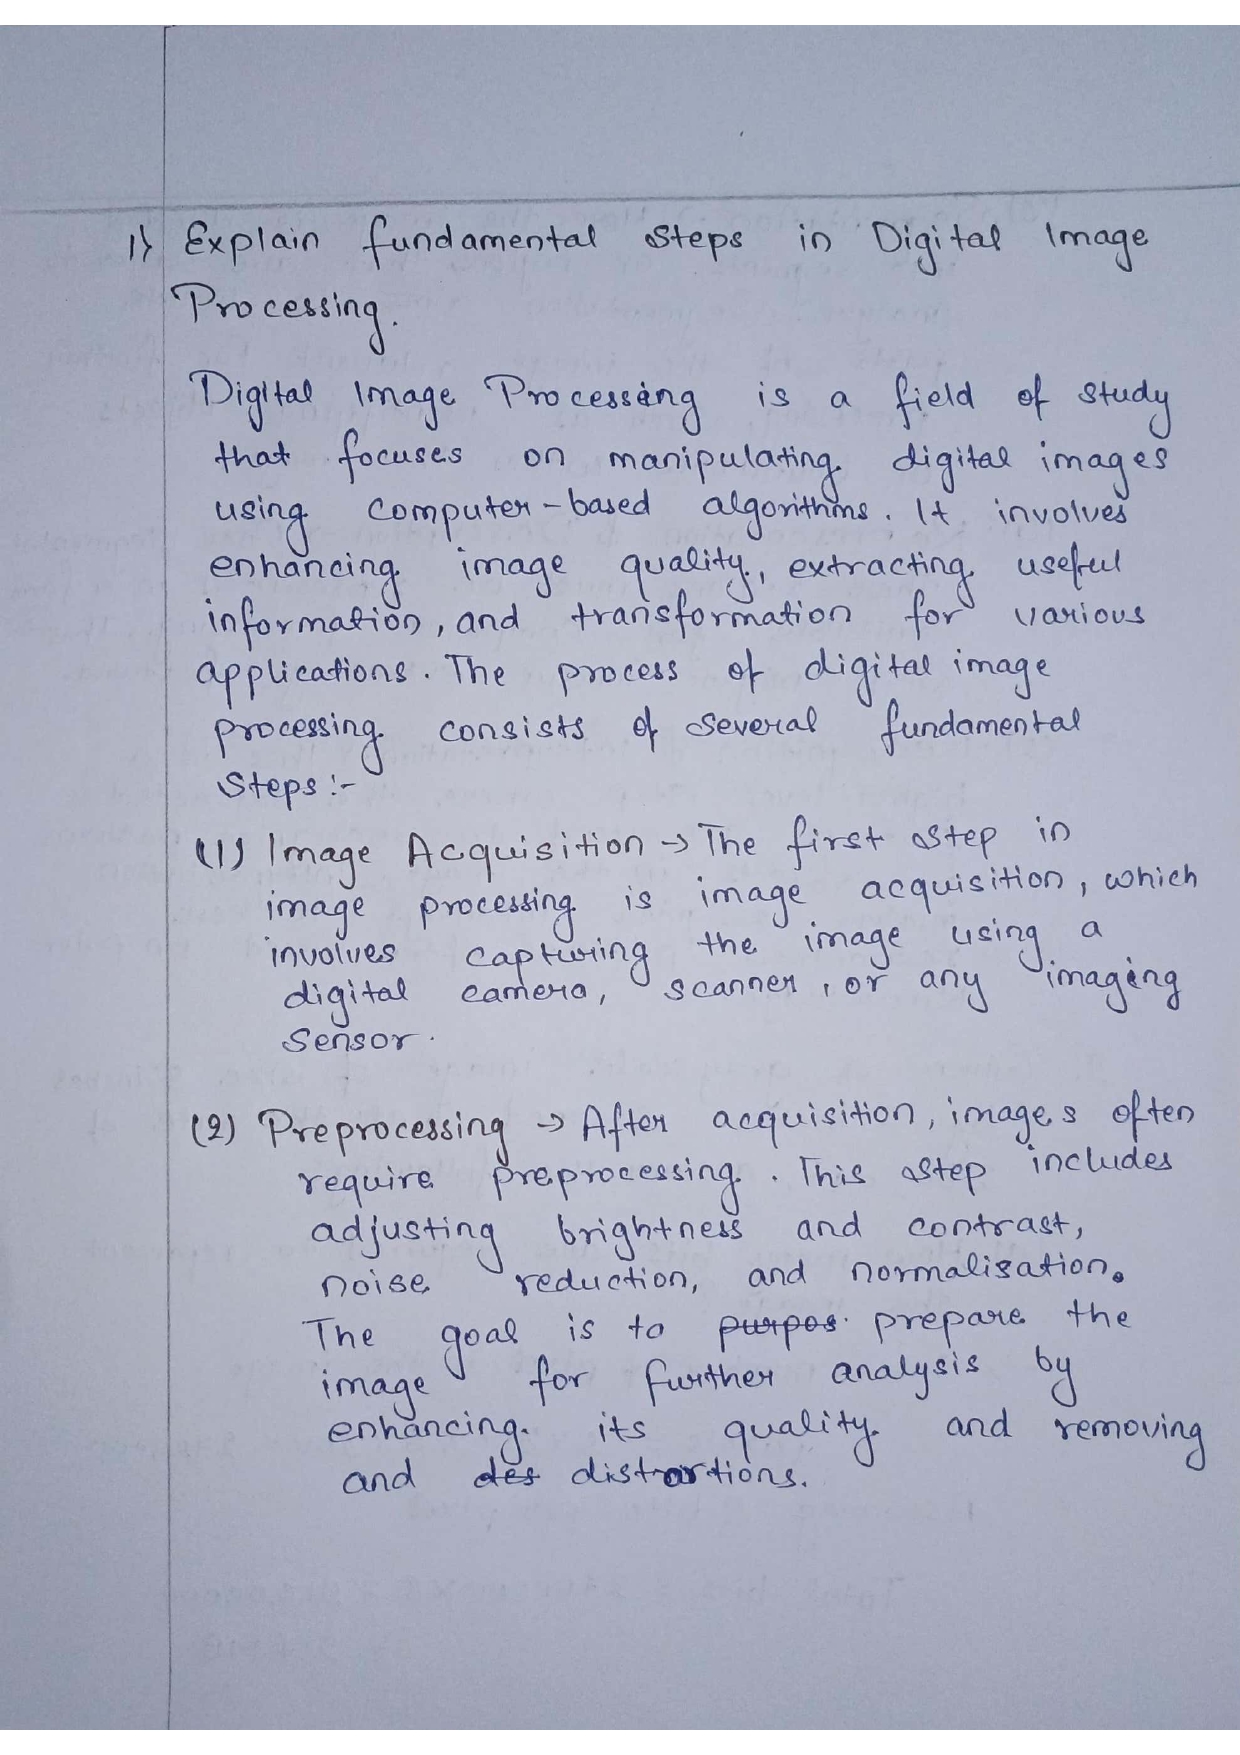 1) Explain fundamental steps in Digital Image
Processing.
Digital Image Processing is a field of study
that focuses on manipulating digital images
using computer-based algorithms. It involves
enhancing image quality, extracting useful
information, and transformation for various
applications. The process of digital image
processing consists of several fundamental
Steps:-
(1) Image Acquisition → The first step in
image processing is image acquisition, which
involves capturing the image using a
digital camera, scanner, or any imaging
Sensor.
(2) Preprocessing → After acquisition, images often
require preprocessing. This step includes
adjusting brightness and contrast,
noise reduction, and normalisation.
The goal is to purpos prepare the
image for further analysis by
enhancing its quality and removing
and des distortions.